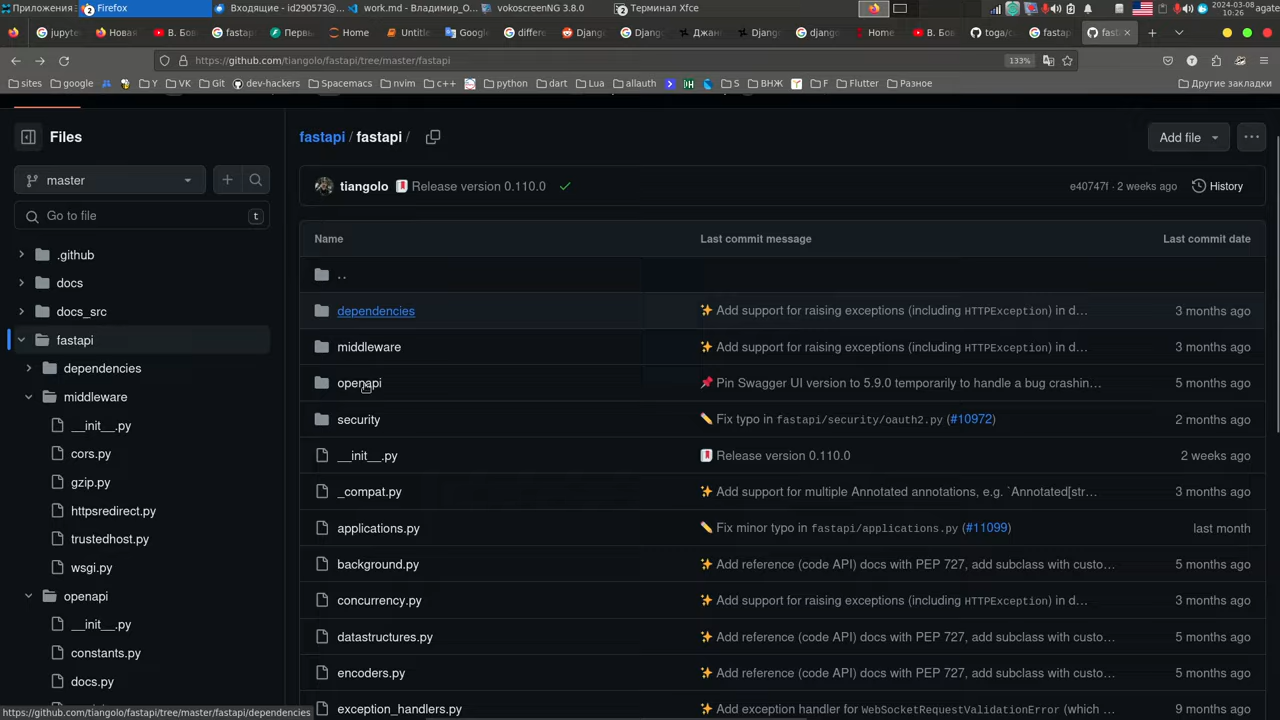 Приложения
2 Firefox
Входящие - id290573@...
work.md - Владимир_О...
vokoscreenNG 3.8.0
2 Терминал Xfce
2024-03-08
10:26
agate
jupyte
Новая
В. Бо
fastap
Перв
Home
Untitl
Google
differe
Django
Djang
Джан
Djang
django
Home
В. Бо
toga/c
fastap
fast
https://github.com/tiangolo/fastapi/tree/master/fastapi
133%
sites
google
Y
VK
Git
dev-hackers
Spacemacs
nvim
c++
python
dart
Lua
allauth
S
ВНЖ
F
Flutter
Разное
Другие закладки
Files
fastapi / fastapi /
Add file
master
tiangolo Release version 0.110.0
e40747f · 2 weeks ago
History
Go to file
t
Name
Last commit message
Last commit date
.github
docs
docs_src
fastapi
dependencies
middleware
__init__.py
cors.py
gzip.py
httpsredirect.py
trustedhost.py
wsgi.py
openapi
__init__.py
constants.py
docs.py
..
dependencies Add support for raising exceptions (including HTTPException) in d… 3 months ago
middleware Add support for raising exceptions (including HTTPException) in d… 3 months ago
openapi Pin Swagger UI version to 5.9.0 temporarily to handle a bug crashin… 5 months ago
security Fix typo in fastapi/security/oauth2.py (#10972) 2 months ago
__init__.py Release version 0.110.0 2 weeks ago
_compat.py Add support for multiple Annotated annotations, e.g. `Annotated[str… 3 months ago
applications.py Fix minor typo in fastapi/applications.py (#11099) last month
background.py Add reference (code API) docs with PEP 727, add subclass with custo… 5 months ago
concurrency.py Add support for raising exceptions (including HTTPException) in d… 3 months ago
datastructures.py Add reference (code API) docs with PEP 727, add subclass with custo… 5 months ago
encoders.py Add reference (code API) docs with PEP 727, add subclass with custo… 5 months ago
exception_handlers.py Add exception handler for WebSocketRequestValidationError (which … 9 months ago
https://github.com/tiangolo/fastapi/tree/master/fastapi/dependencies